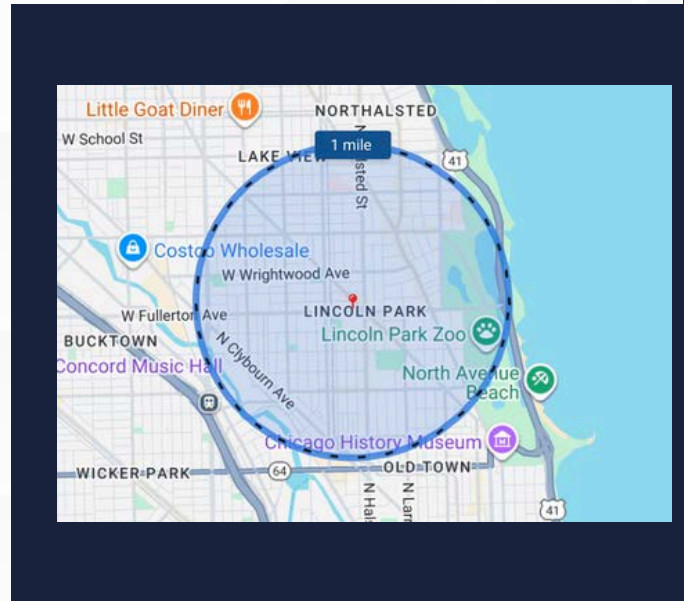 Little Goat Diner
NORTHALSTED
W School St
1 mile
LAKE VIEW
41
N Halsted St
Costco Wholesale
W Wrightwood Ave
W Fullerton Ave
LINCOLN PARK
Lincoln Park Zoo
BUCKTOWN
N Clybourn Ave
Concord Music Hall
North Avenue
Beach
Chicago History Museum
WICKER PARK
64
OLD TOWN
N Hals
N Larr
41